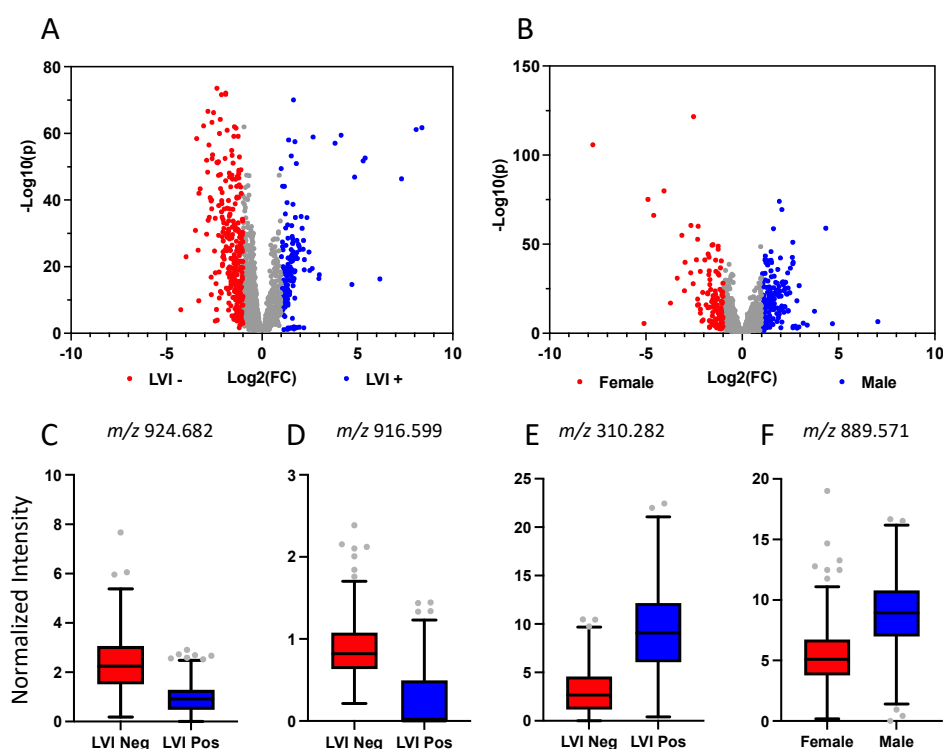 A
B
80
60
40
20
0
-Log10(p)
-10
-5
0
5
10
Log2(FC)
LVI -
LVI +
150
100
50
0
-Log10(p)
-10
-5
0
5
10
Log2(FC)
Female
Male
C
m/z 924.682
D
m/z 916.599
E
m/z 310.282
F
m/z 889.571
Normalized Intensity
10
8
6
4
2
0
LVI Neg
LVI Pos
3
2
1
0
LVI Neg
LVI Pos
25
20
15
10
5
0
LVI Neg
LVI Pos
20
15
10
5
0
Female
Male